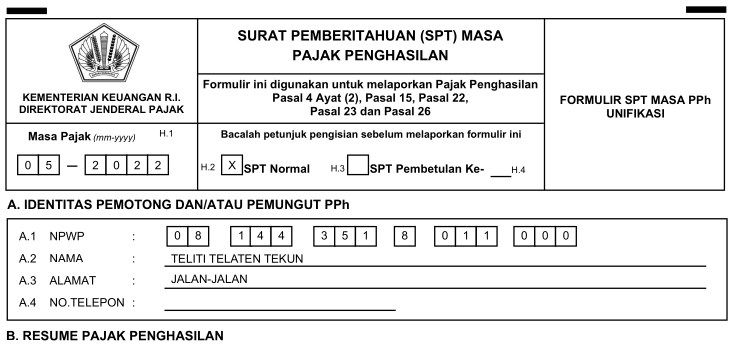 KEMENTERIAN KEUANGAN R.I.
DIREKTORAT JENDERAL PAJAK
SURAT PEMBERITAHUAN (SPT) MASA
PAJAK PENGHASILAN
Formulir ini digunakan untuk melaporkan Pajak Penghasilan
Pasal 4 Ayat (2), Pasal 15, Pasal 22,
Pasal 23 dan Pasal 26
FORMULIR SPT MASA PPh
UNIFIKASI
Masa Pajak (mm-yyyy) H.1
0 5 — 2 0 2 2
Bacalah petunjuk pengisian sebelum melaporkan formulir ini
H.2 X SPT Normal H.3 SPT Pembetulan Ke- ___ H.4
A. IDENTITAS PEMOTONG DAN/ATAU PEMUNGUT PPh
A.1 NPWP : 0 8 1 4 4 3 5 1 8 0 1 1 0 0 0
A.2 NAMA : TELITI TELATEN TEKUN
A.3 ALAMAT : JALAN-JALAN
A.4 NO.TELEPON :
B. RESUME PAJAK PENGHASILAN